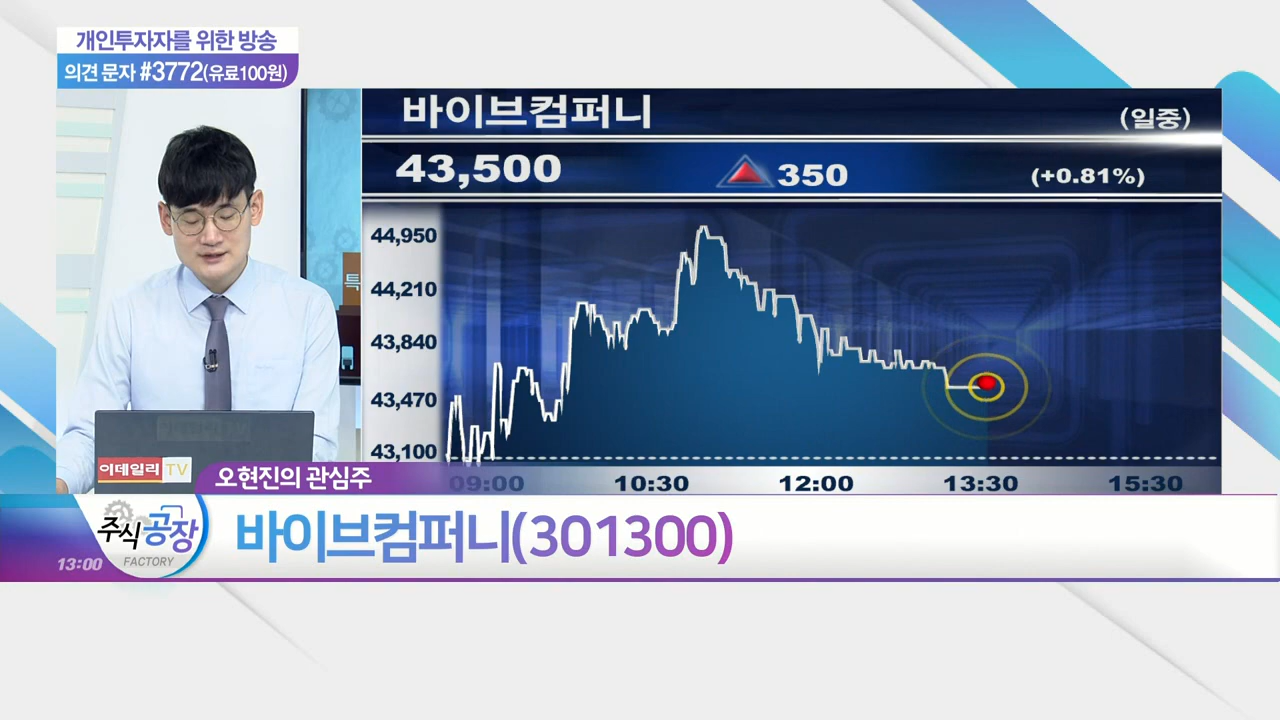 개인투자자를 위한 방송
의견 문자 #3772(유료100원)
바이브컴퍼니
(일중)
43,500
350
(+0.81%)
44,950
44,210
43,840
43,470
43,100
09:00
10:30
12:00
13:30
15:30
특
이데일리 TV
오현진의 관심주
주식공장
FACTORY
13:00
바이브컴퍼니(301300)